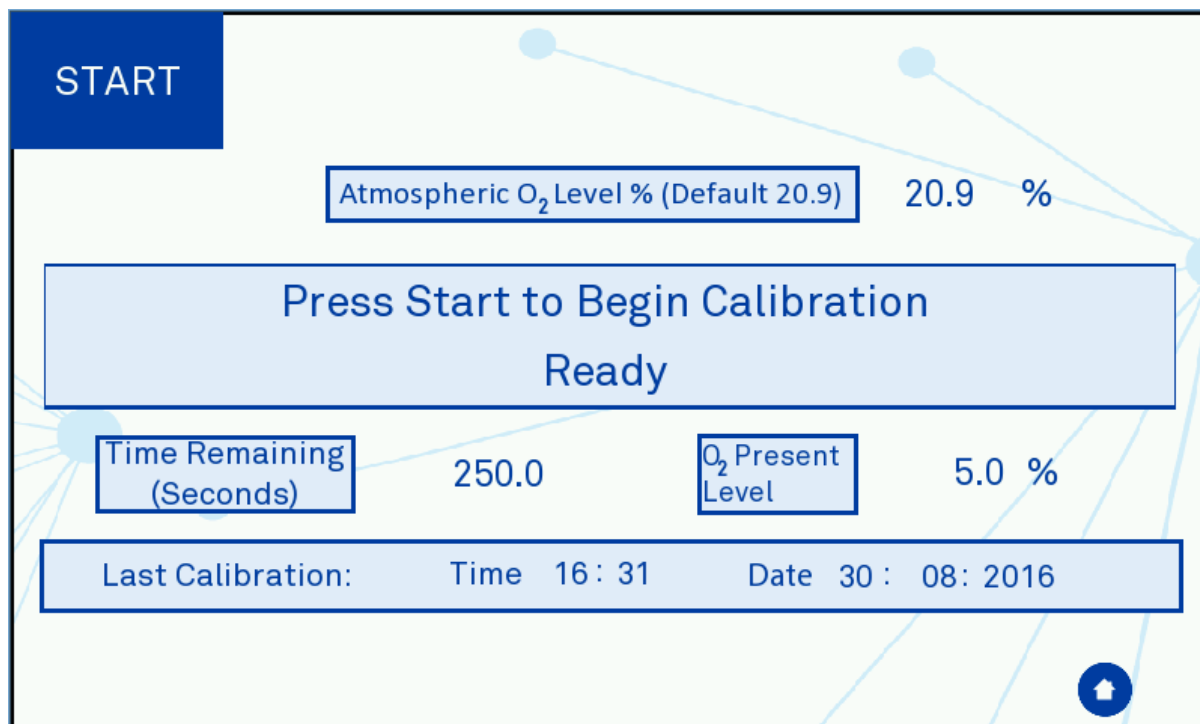 START
Atmospheric O₂ Level % (Default 20.9) 20.9 %
Press Start to Begin Calibration
Ready
Time Remaining
(Seconds)
250.0
O₂ Present
Level
5.0 %
Last Calibration: Time 16 : 31 Date 30 : 08 : 2016